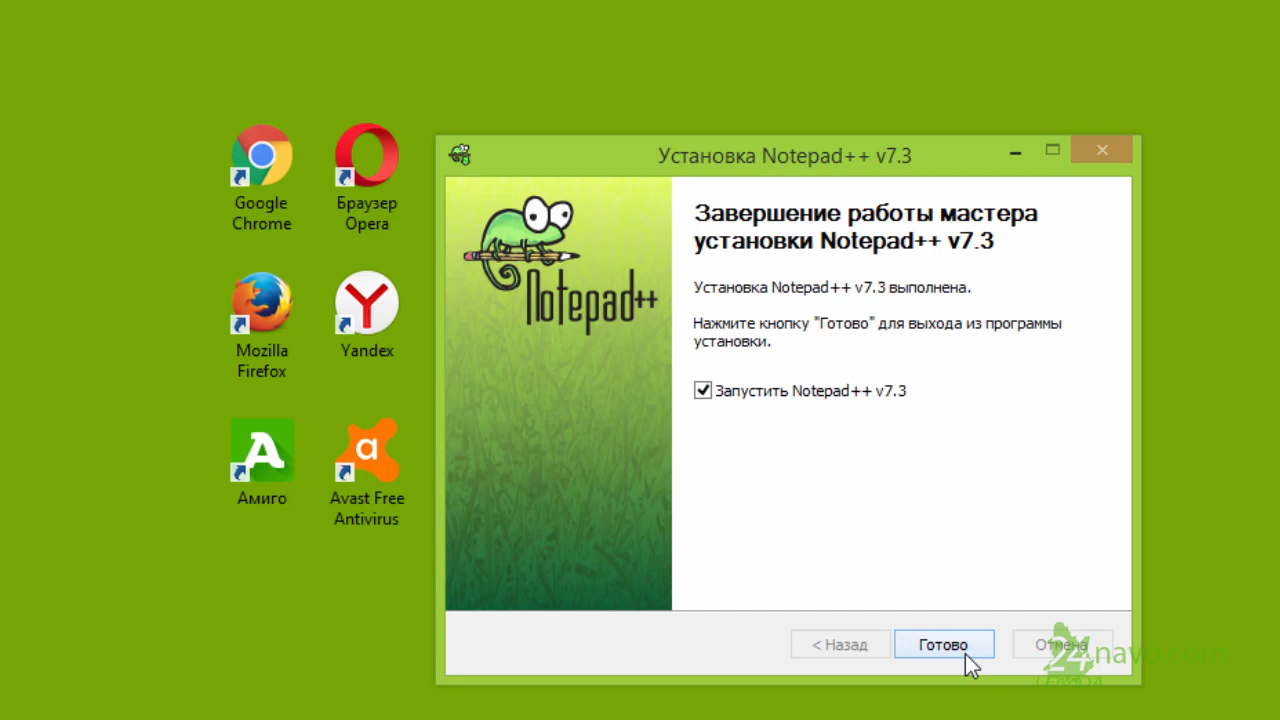 Google
Chrome
Браузер
Opera
Mozilla
Firefox
Yandex
Амиго
Avast Free
Antivirus
Установка Notepad++ v7.3
Notepad++
Завершение работы мастера
установки Notepad++ v7.3
Установка Notepad++ v7.3 выполнена.
Нажмите кнопку "Готово" для выхода из программы
установки.
Запустить Notepad++ v7.3
< Назад
Готово
Отмена
24